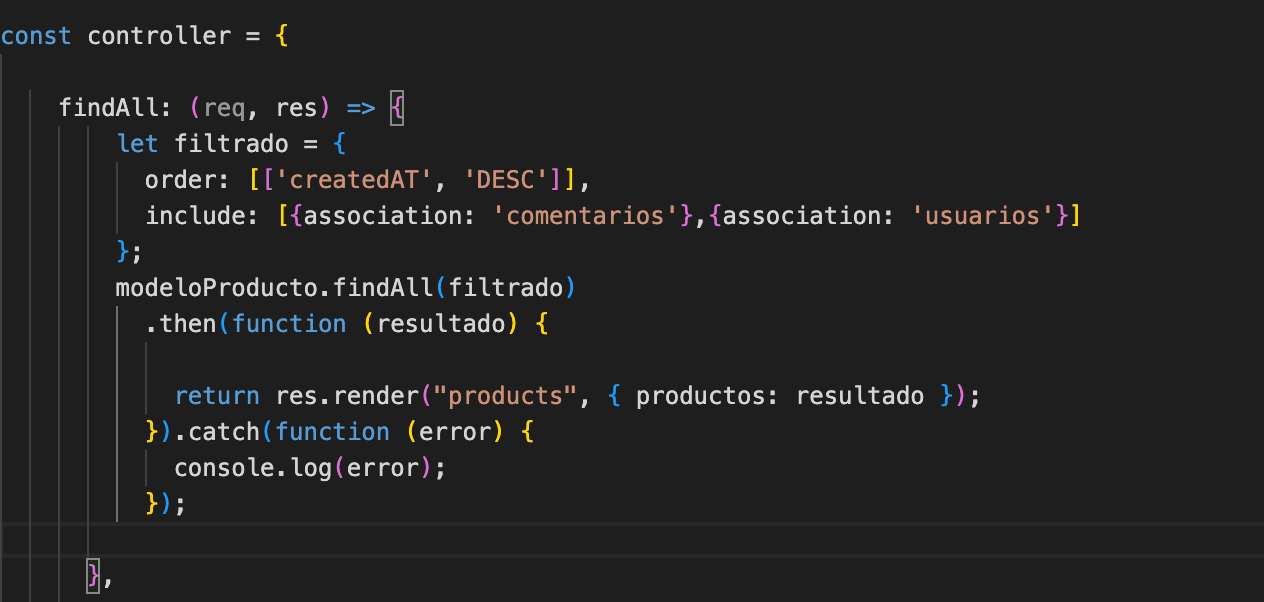 const controller = {
findAll: (req, res) => {
let filtrado = {
order: [['createdAT', 'DESC']],
include: [{association: 'comentarios'},{association: 'usuarios'}]
};
modeloProducto.findAll(filtrado)
.then(function (resultado) {
return res.render("products", { productos: resultado });
}).catch(function (error) {
console.log(error);
});
},